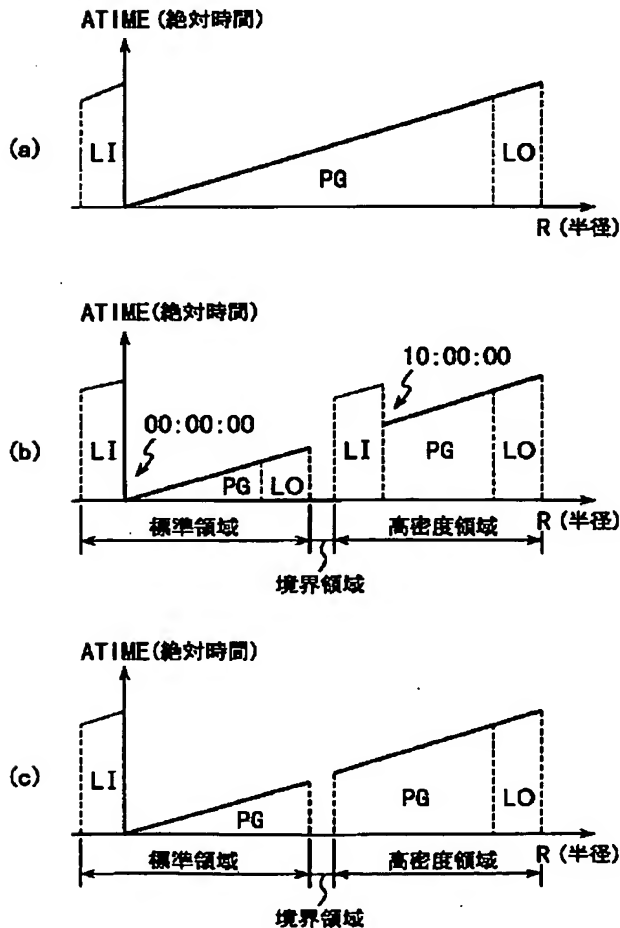 ATIME(絶対時間)
(a)
LI
PG
LO
R (半径)
ATIME(絶対時間)
10:00:00
00:00:00
(b)
LI
PG
LO
LI
PG
LO
R (半径)
標準領域
高密度領域
境界領域
ATIME(絶対時間)
(c)
LI
PG
PG
LO
R (半径)
標準領域
高密度領域
境界領域